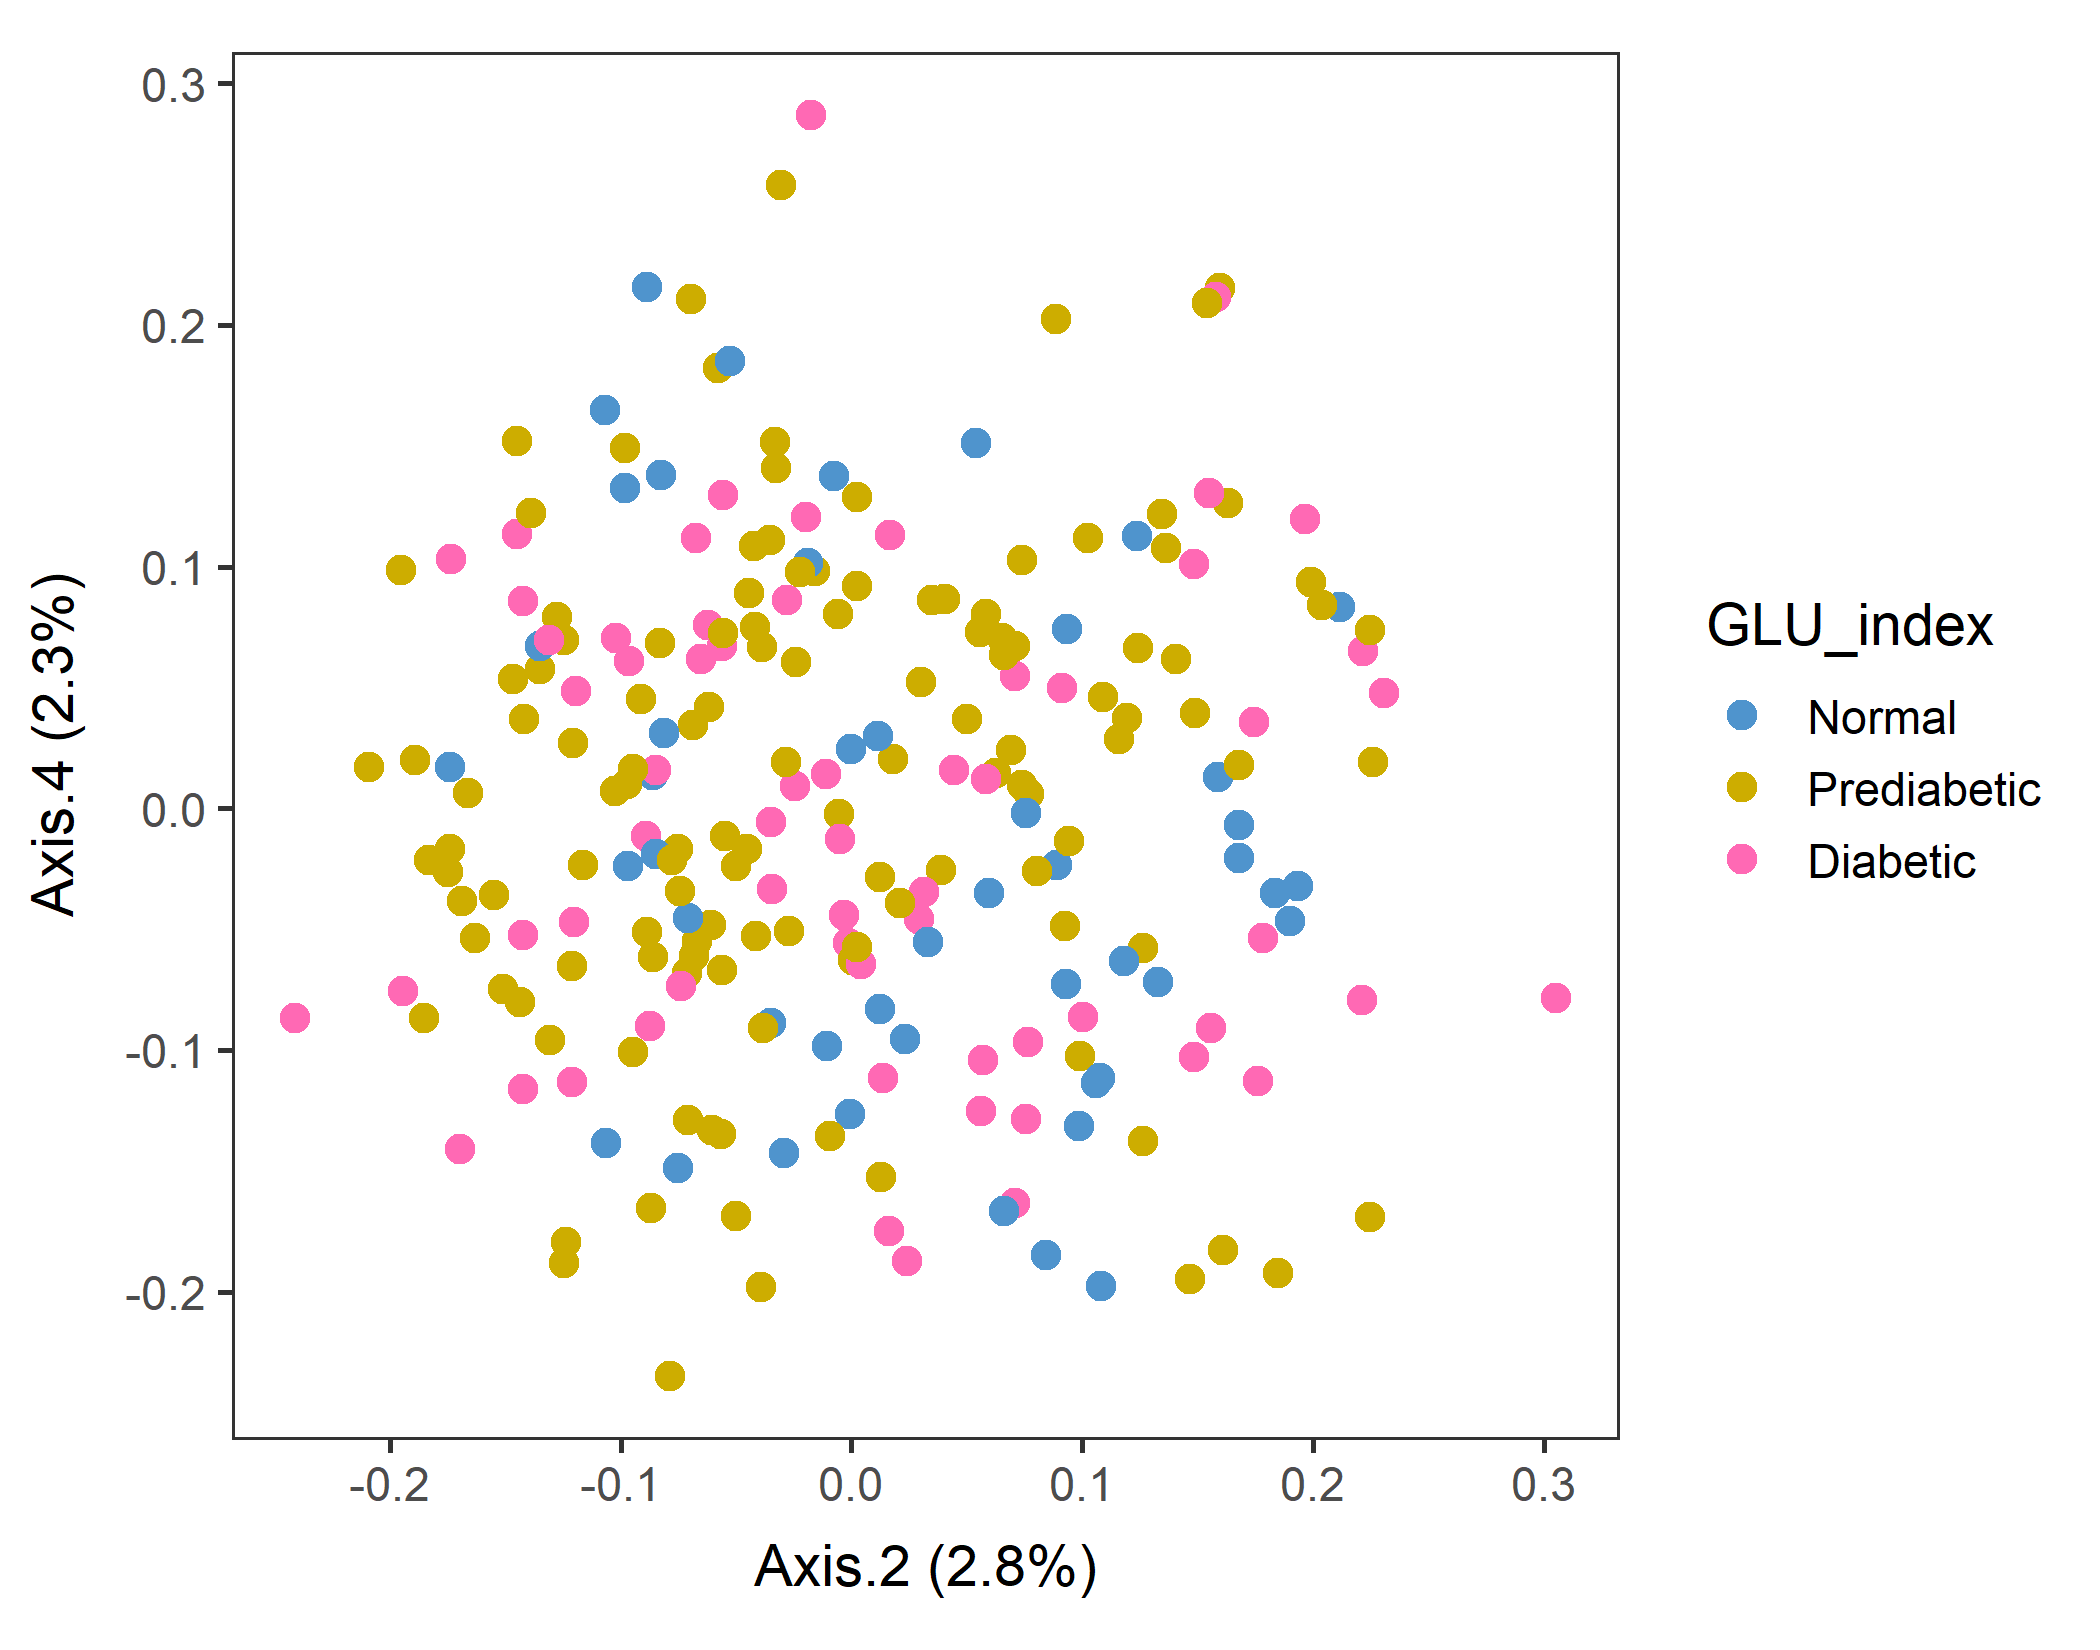 0.3
0.2
0.1
0.0
-0.1
-0.2
Axis.4 (2.3%)
-0.2 -0.1 0.0 0.1 0.2 0.3
Axis.2 (2.8%)
GLU_index
Normal
Prediabetic
Diabetic